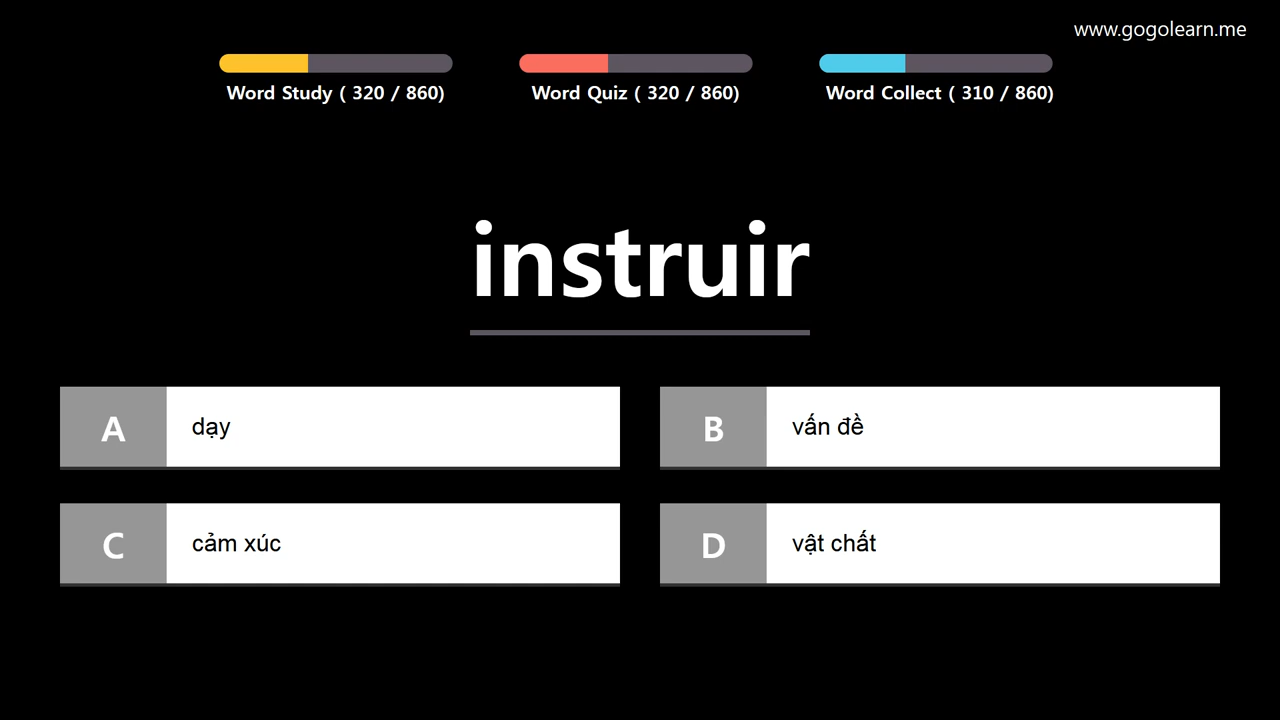 www.gogolearn.me
Word Study ( 320 / 860)
Word Quiz ( 320 / 860)
Word Collect ( 310 / 860)
instruir
A dạy
B vấn đề
C cảm xúc
D vật chất